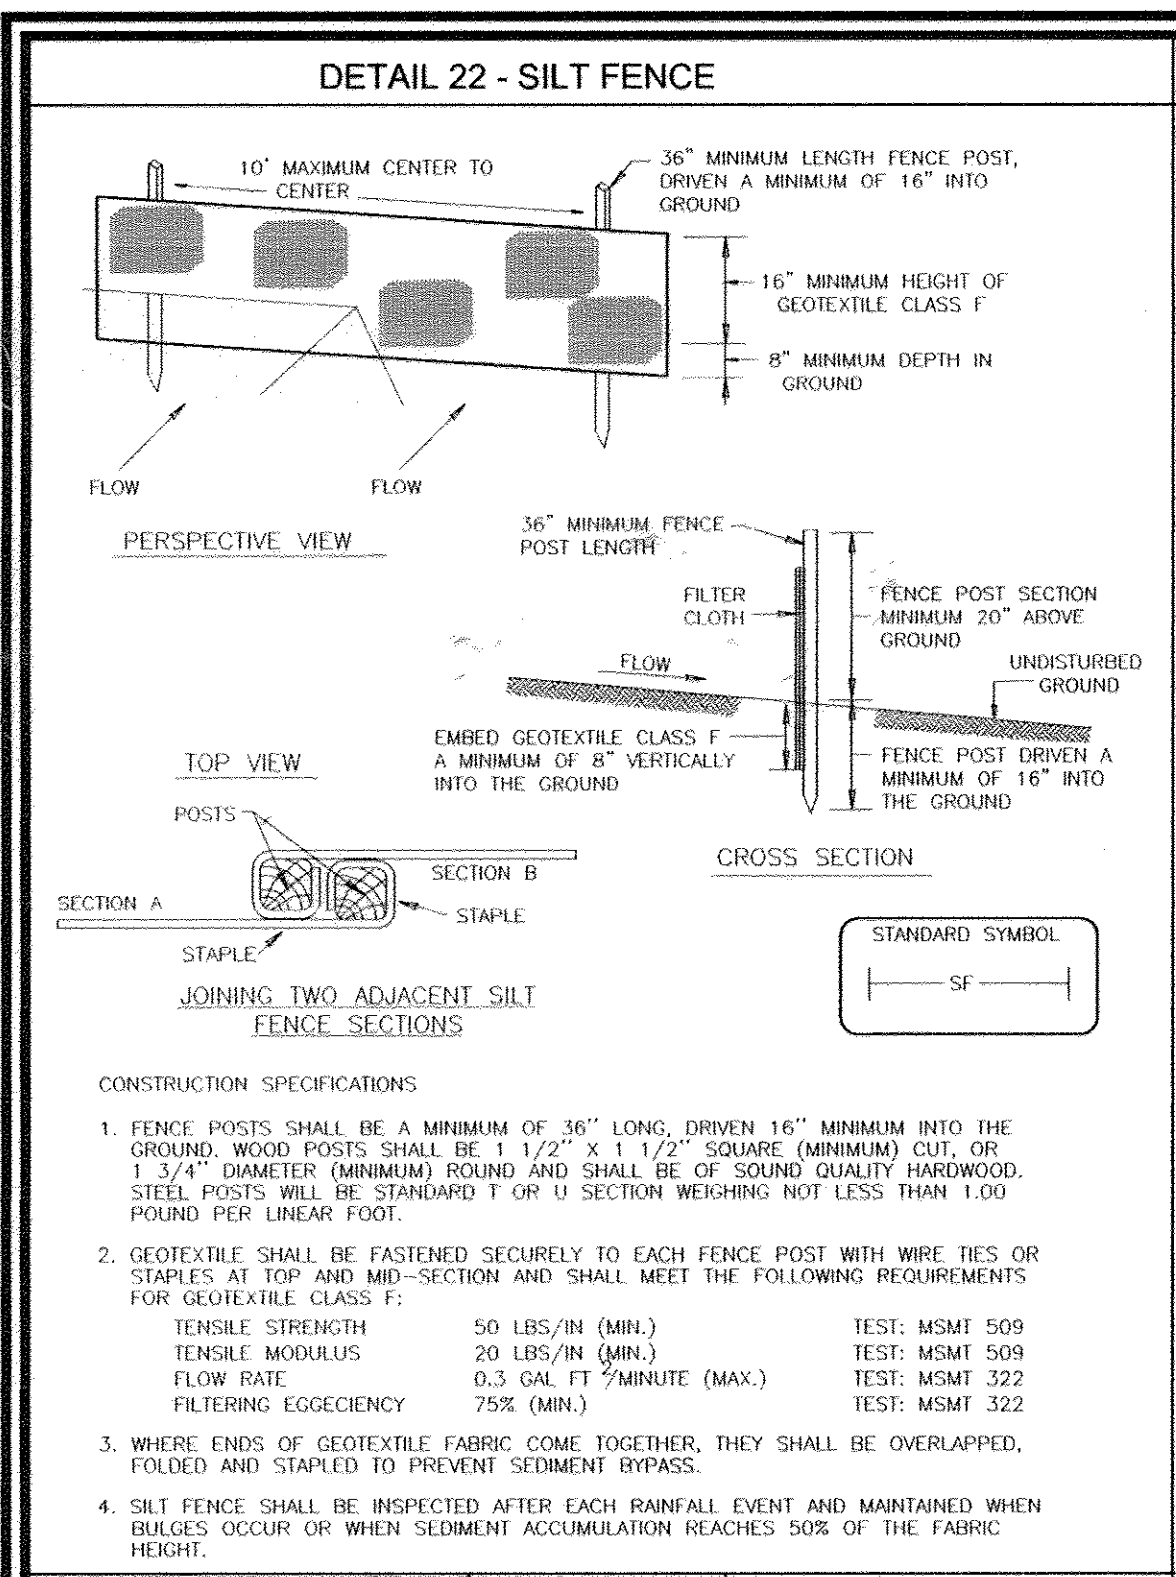 DETAIL 22 - SILT FENCE
10' MAXIMUM CENTER TO
CENTER
36" MINIMUM LENGTH FENCE POST,
DRIVEN A MINIMUM OF 16" INTO
GROUND
16" MINIMUM HEIGHT OF
GEOTEXTILE CLASS F
8" MINIMUM DEPTH IN
GROUND
FLOW
FLOW
PERSPECTIVE VIEW
36" MINIMUM FENCE
POST LENGTH
FILTER
CLOTH
FENCE POST SECTION
MINIMUM 20" ABOVE
GROUND
FLOW
UNDISTURBED
GROUND
EMBED GEOTEXTILE CLASS F
A MINIMUM OF 8" VERTICALLY
INTO THE GROUND
FENCE POST DRIVEN A
MINIMUM OF 16" INTO
THE GROUND
CROSS SECTION
TOP VIEW
POSTS
SECTION B
SECTION A
STAPLE
STAPLE
JOINING TWO ADJACENT SILT
FENCE SECTIONS
STANDARD SYMBOL
SF
CONSTRUCTION SPECIFICATIONS
1. FENCE POSTS SHALL BE A MINIMUM OF 36" LONG, DRIVEN 16" MINIMUM INTO THE
GROUND. WOOD POSTS SHALL BE 1 1/2" X 1 1/2" SQUARE (MINIMUM) CUT, OR
1 3/4" DIAMETER (MINIMUM) ROUND AND SHALL BE OF SOUND QUALITY HARDWOOD.
STEEL POSTS WILL BE STANDARD T OR U SECTION WEIGHING NOT LESS THAN 1.00
POUND PER LINEAR FOOT.
2. GEOTEXTILE SHALL BE FASTENED SECURELY TO EACH FENCE POST WITH WIRE TIES OR
STAPLES AT TOP AND MID-SECTION AND SHALL MEET THE FOLLOWING REQUIREMENTS
FOR GEOTEXTILE CLASS F:
TENSILE STRENGTH 50 LBS/IN (MIN.) TEST: MSMT 509
TENSILE MODULUS 20 LBS/IN (MIN.) TEST: MSMT 509
FLOW RATE 0.3 GAL FT ²/MINUTE (MAX.) TEST: MSMT 322
FILTERING EGGECIENCY 75% (MIN.) TEST: MSMT 322
3. WHERE ENDS OF GEOTEXTILE FABRIC COME TOGETHER, THEY SHALL BE OVERLAPPED,
FOLDED AND STAPLED TO PREVENT SEDIMENT BYPASS.
4. SILT FENCE SHALL BE INSPECTED AFTER EACH RAINFALL EVENT AND MAINTAINED WHEN
BULGES OCCUR OR WHEN SEDIMENT ACCUMULATION REACHES 50% OF THE FABRIC
HEIGHT.